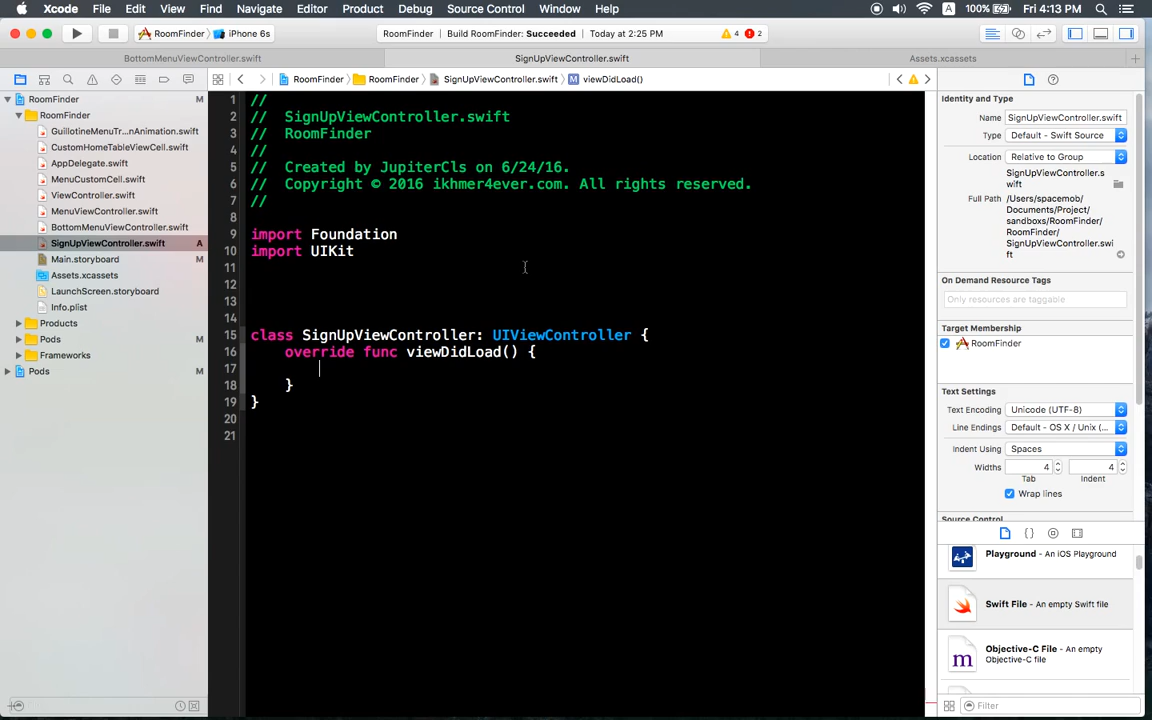 Xcode File Edit View Find Navigate Editor Product Debug Source Control Window Help A 100% Fri 4:13 PM
RoomFinder iPhone 6s RoomFinder Build RoomFinder: Succeeded Today at 2:25 PM 4 2
BottomMenuViewController.swift SignUpViewController.swift Assets.xcassets
RoomFinder RoomFinder SignUpViewController.swift M viewDidLoad()
RoomFinder M
RoomFinder
GuillotineMenuTr...nAnimation.swift
CustomHomeTableViewCell.swift
AppDelegate.swift
MenuCustomCell.swift
ViewController.swift
MenuViewController.swift
BottomMenuViewController.swift
SignUpViewController.swift A
Main.storyboard
Assets.xcassets
LaunchScreen.storyboard
Info.plist
Products
Pods
Frameworks
Pods
1 //
2 // SignUpViewController.swift
3 // RoomFinder
4 //
5 // Created by JupiterCls on 6/24/16.
6 // Copyright © 2016 ikhmer4ever.com. All rights reserved.
7 //
8
9 import Foundation
10 import UIKit
11
12
13
14
15 class SignUpViewController: UIViewController {
16 override func viewDidLoad() {
17
18 }
19 }
20
21
Identity and Type
Name SignUpViewController.swift
Type Default - Swift Source
Location Relative to Group
SignUpViewController.s
wift
Full Path /Users/spacemob/
Documents/Project/
sandboxs/
RoomFinder/
RoomFinder/
SignUpViewController.swi
ft
On Demand Resource Tags
Only resources are taggable
Target Membership
RoomFinder
Text Settings
Text Encoding Unicode (UTF-8)
Line Endings Default - OS X / Unix (...
Indent Using Spaces
Widths 4 4
Tab Indent
Wrap lines
Source Control
{ }
Playground - An iOS Playground
Swift File - An empty Swift file
m Objective-C File - An empty
Objective-C file
Filter